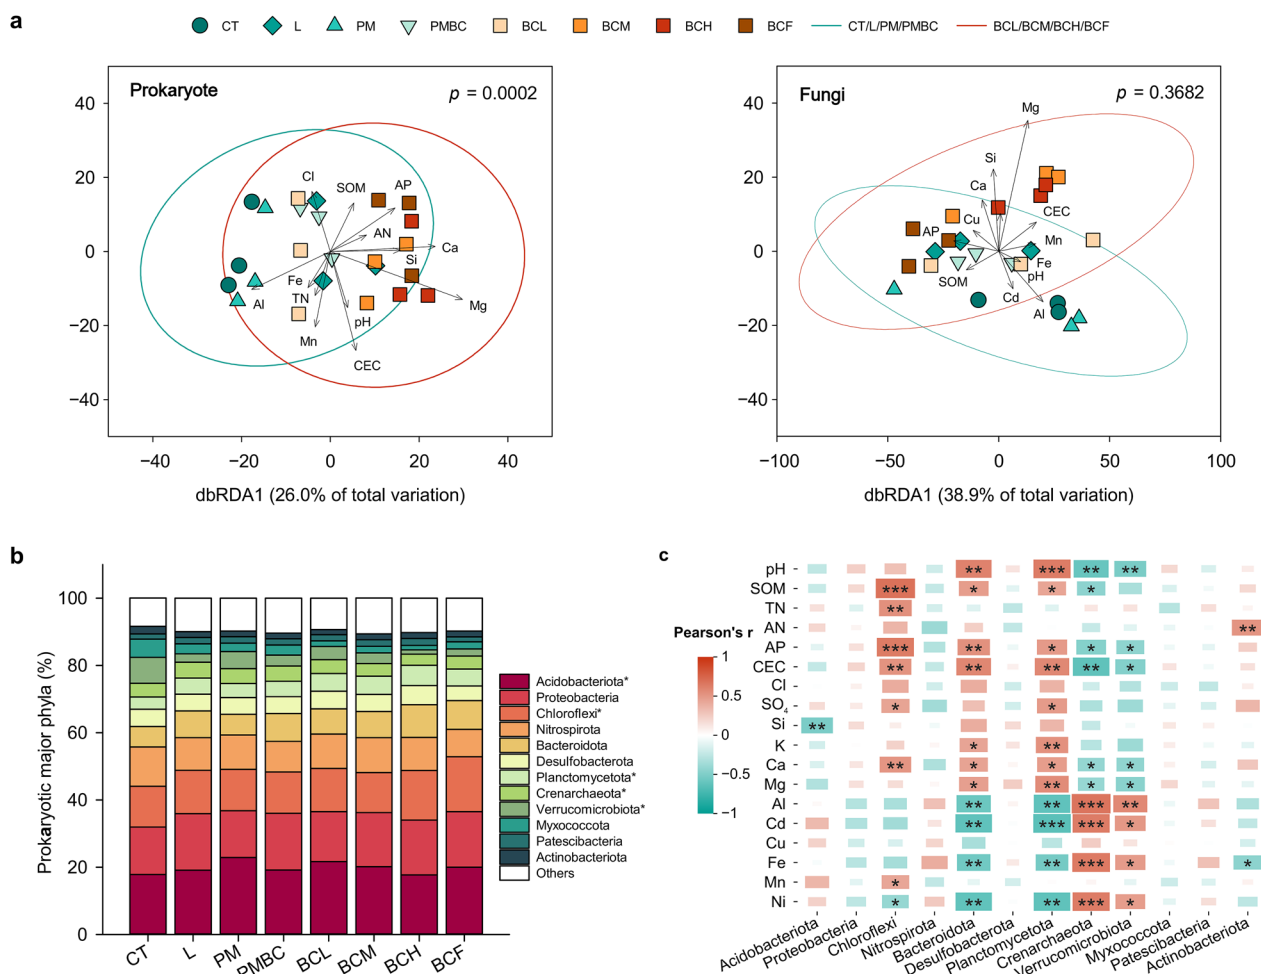 a
CT L PM PMBC BCL BCM BCH BCF CT/L/PM/PMBC BCL/BCM/BCH/BCF
Prokaryote
p = 0.0002
40
20
0
−20
−40
−40 −20 0 20 40
Cl
SOM
AP
AN
Ca
Si
Fe
TN
Al
Mg
Mn
pH
CEC
dbRDA1 (26.0% of total variation)
Fungi
p = 0.3682
40
20
0
−20
−40
−100 −50 0 50 100
Mg
Si
Ca
CEC
Cu
AP
Mn
Fe
pH
SOM
Cd
Al
dbRDA1 (38.9% of total variation)
b
Prokaryotic major phyla (%)
100
80
60
40
20
0
CT L PM PMBC BCL BCM BCH BCF
Acidobacteriota*
Proteobacteria
Chloroflexi*
Nitrospirota
Bacteroidota
Desulfobacterota
Planctomycetota*
Crenarchaeota*
Verrucomicrobiota*
Myxococcota
Patescibacteria
Actinobacteriota
Others
c
Pearson's r
1
0.5
0
−0.5
−1
pH ** *** ** **
SOM *** * * *
TN **
AN **
AP *** ** * * *
CEC ** ** ** ** *
Cl
SO4 * *
Si **
K * **
Ca ** * * * *
Mg * ** * *
Al ** ** *** **
Cd ** *** *** *
Cu
Fe ** ** *** * *
Mn *
Ni * ** ** *** *
Acidobacteriota
Proteobacteria
Chloroflexi
Nitrospirota
Bacteroidota
Desulfobacterota
Planctomycetota
Crenarchaeota
Verrucomicrobiota
Myxococcota
Patescibacteria
Actinobacteriota